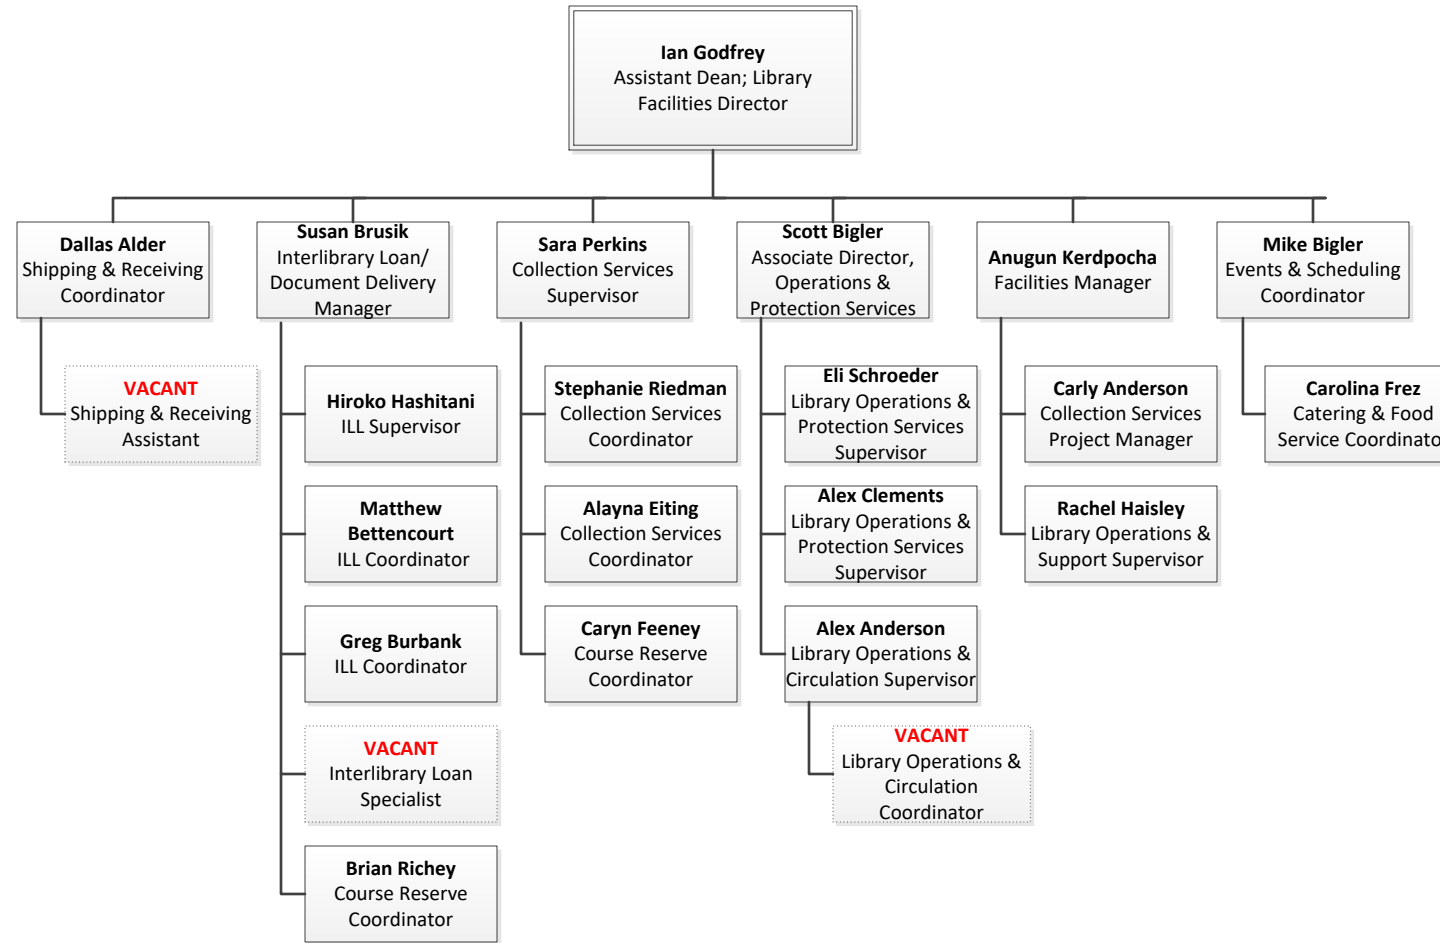 Ian Godfrey
Assistant Dean; Library
Facilities Director
Dallas Alder
Shipping & Receiving
Coordinator
VACANT
Shipping & Receiving
Assistant
Susan Brusik
Interlibrary Loan/
Document Delivery
Manager
Hiroko Hashitani
ILL Supervisor
Matthew
Bettencourt
ILL Coordinator
Greg Burbank
ILL Coordinator
VACANT
Interlibrary Loan
Specialist
Brian Richey
Course Reserve
Coordinator
Sara Perkins
Collection Services
Supervisor
Stephanie Riedman
Collection Services
Coordinator
Alayna Eiting
Collection Services
Coordinator
Caryn Feeney
Course Reserve
Coordinator
Scott Bigler
Associate Director,
Operations &
Protection Services
Eli Schroeder
Library Operations &
Protection Services
Supervisor
Alex Clements
Library Operations &
Protection Services
Supervisor
Alex Anderson
Library Operations &
Circulation Supervisor
VACANT
Library Operations &
Circulation
Coordinator
Anugun Kerdpocha
Facilities Manager
Carly Anderson
Collection Services
Project Manager
Rachel Haisley
Library Operations &
Support Supervisor
Mike Bigler
Events & Scheduling
Coordinator
Carolina Frez
Catering & Food
Service Coordinato